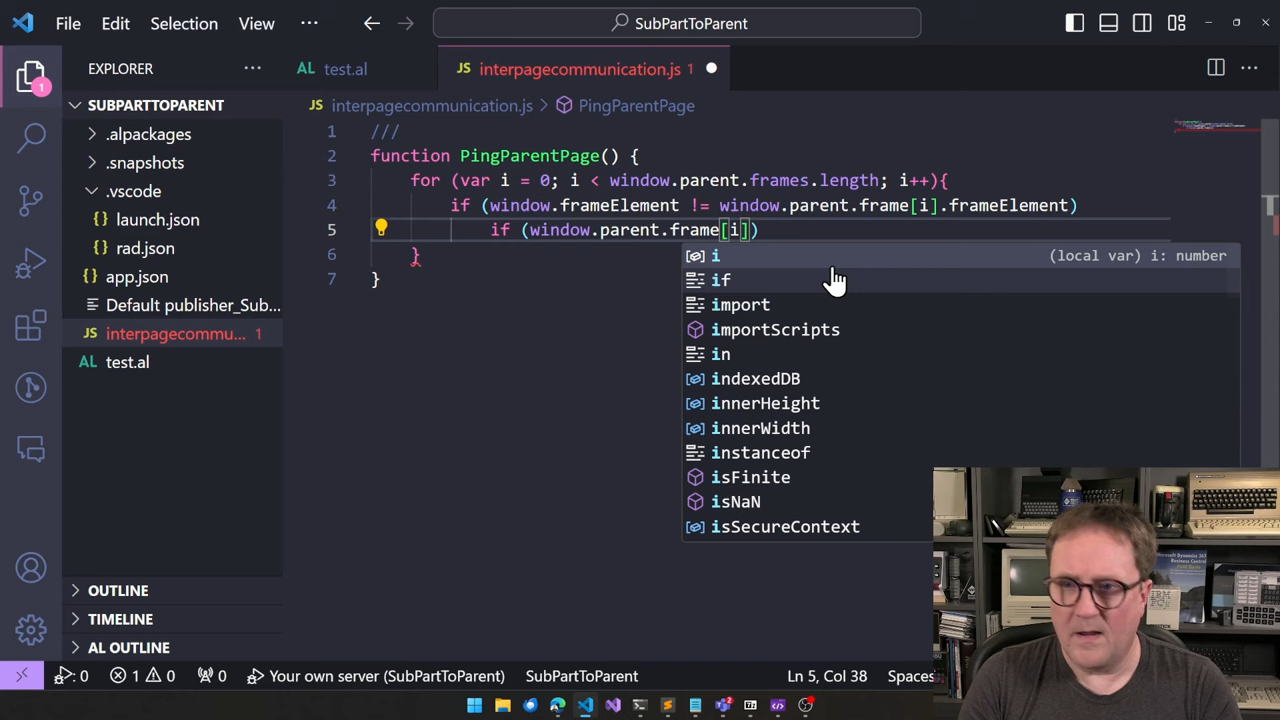 File Edit Selection View ··· SubPartToParent
EXPLORER ··· AL test.al JS interpagecommunication.js 1
SUBPARTTOPARENT
JS interpagecommunication.js > PingParentPage
.alpackages
.snapshots
.vscode
{} launch.json
{} rad.json
{} app.json
Default publisher_Sub...
JS interpagecommu... 1
AL test.al
1 ///
2 function PingParentPage() {
3 for (var i = 0; i < window.parent.frames.length; i++){
4 if (window.frameElement != window.parent.frame[i].frameElement)
5 if (window.parent.frame[i])
6 }
7 }
i (local var) i: number
if
import
importScripts
in
indexedDB
innerHeight
innerWidth
instanceof
isFinite
isNaN
isSecureContext
OUTLINE
TIMELINE
AL OUTLINE
1
0 1 0 0 Your own server (SubPartToParent) SubPartToParent Ln 5, Col 38 Spaces